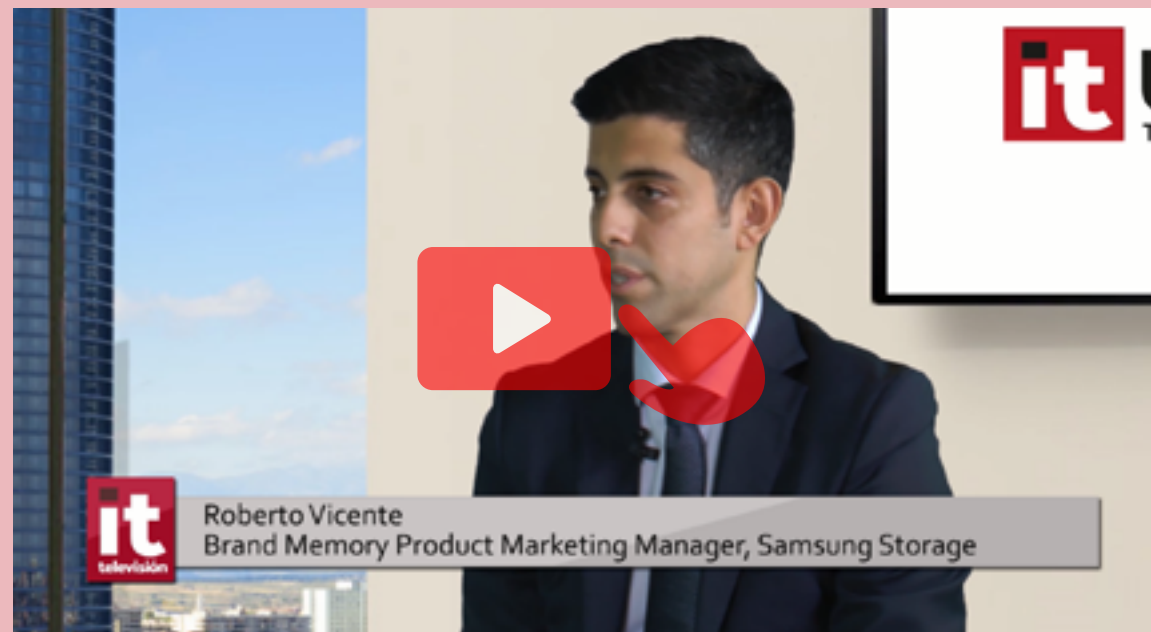 it
it
televisión
Roberto Vicente
Brand Memory Product Marketing Manager, Samsung Storage